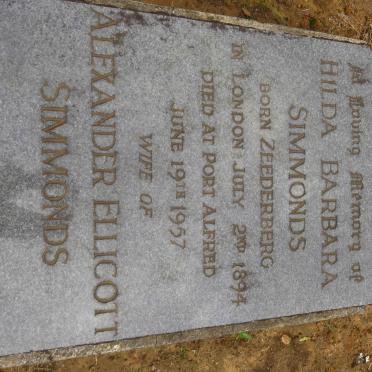 In Loving Memory of
HILDA BARBARA
SIMMONDS
BORN ZEEDERBERG
IN LONDON JULY 2ND 1894
DIED AT PORT ALFRED
JUNE 19TH 1957
WIFE OF
ALEXANDER ELLICOTT
SIMMONDS